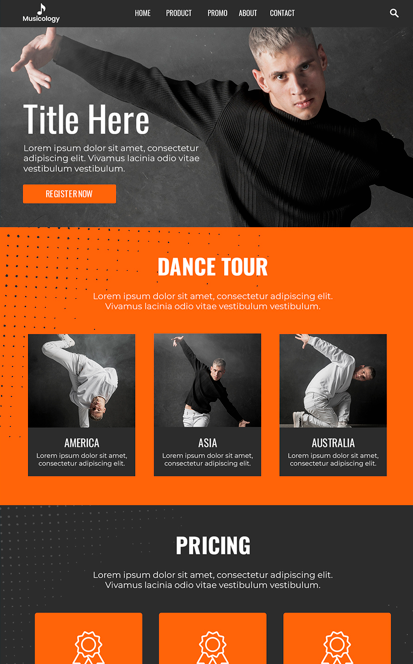 Musicology
HOME PRODUCT PROMO ABOUT CONTACT
Title Here
Lorem ipsum dolor sit amet, consectetur
adipiscing elit. Vivamus lacinia odio vitae
vestibulum vestibulum.
REGISTER NOW
DANCE TOUR
Lorem ipsum dolor sit amet, consectetur adipiscing elit.
Vivamus lacinia odio vitae vestibulum vestibulum.
AMERICA
Lorem ipsum dolor sit amet,
consectetur adipiscing elit.
ASIA
Lorem ipsum dolor sit amet,
consectetur adipiscing elit.
AUSTRALIA
Lorem ipsum dolor sit amet,
consectetur adipiscing elit.
PRICING
Lorem ipsum dolor sit amet, consectetur adipiscing elit.
Vivamus lacinia odio vitae vestibulum vestibulum.